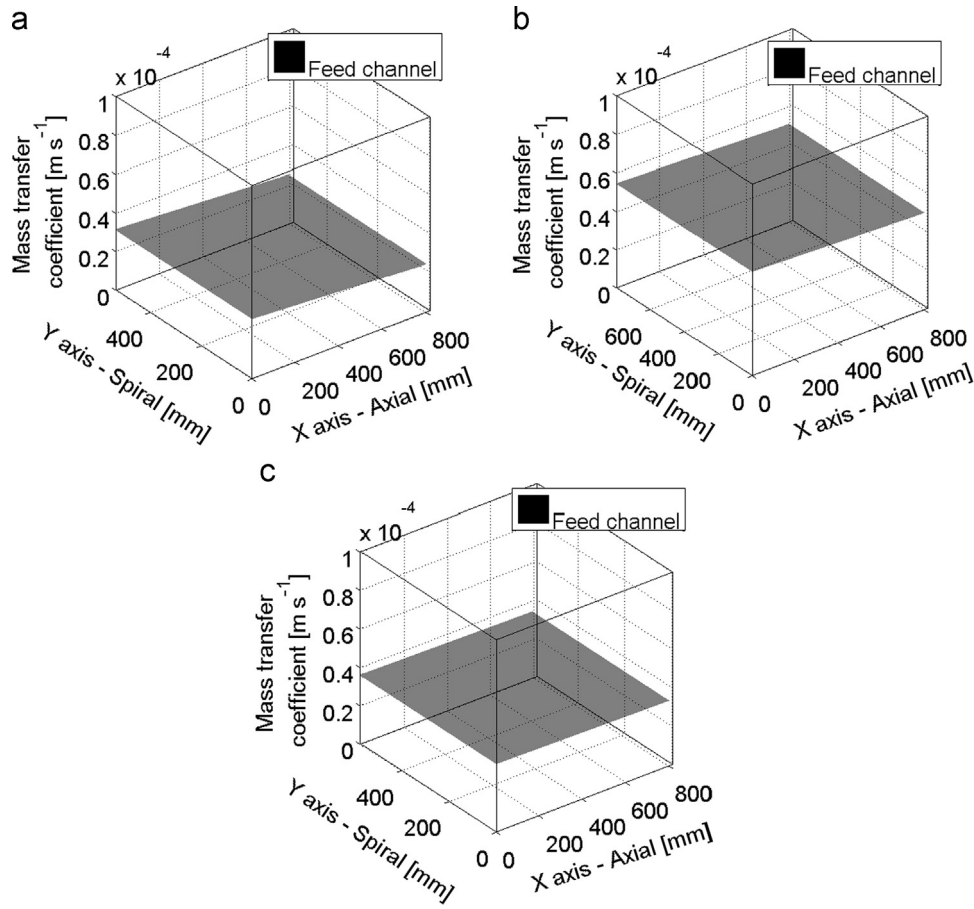 a
x 10 -4
Feed channel
Mass transfer
coefficient [m s -1]
1
0.8
0.6
0.4
0.2
0
400
200
0
Y axis - Spiral [mm]
0
200
400
600
800
X axis - Axial [mm]
b
x 10 -4
Feed channel
Mass transfer
coefficient [m s -1]
1
0.8
0.6
0.4
0.2
0
600
400
200
0
Y axis - Spiral [mm]
0
200
400
600
800
X axis - Axial [mm]
c
x 10 -4
Feed channel
Mass transfer
coefficient [m s -1]
1
0.8
0.6
0.4
0.2
0
400
200
0
Y axis - Spiral [mm]
0
200
400
600
800
X axis - Axial [mm]